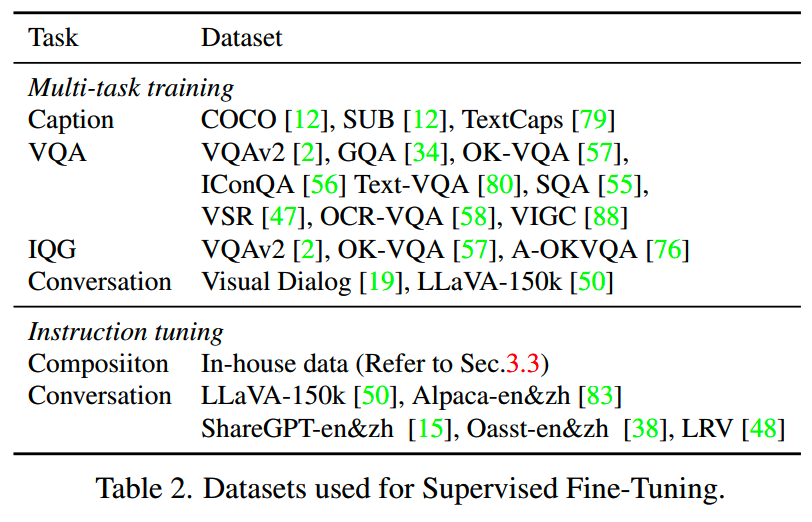 Task Dataset
Multi-task training
Caption COCO [12], SUB [12], TextCaps [79]
VQA VQAv2 [2], GQA [34], OK-VQA [57],
IConQA [56] Text-VQA [80], SQA [55],
VSR [47], OCR-VQA [58], VIGC [88]
IQG VQAv2 [2], OK-VQA [57], A-OKVQA [76]
Conversation Visual Dialog [19], LLaVA-150k [50]
Instruction tuning
Composiiton In-house data (Refer to Sec.3.3)
Conversation LLaVA-150k [50], Alpaca-en&zh [83]
ShareGPT-en&zh [15], Oasst-en&zh [38], LRV [48]
Table 2. Datasets used for Supervised Fine-Tuning.